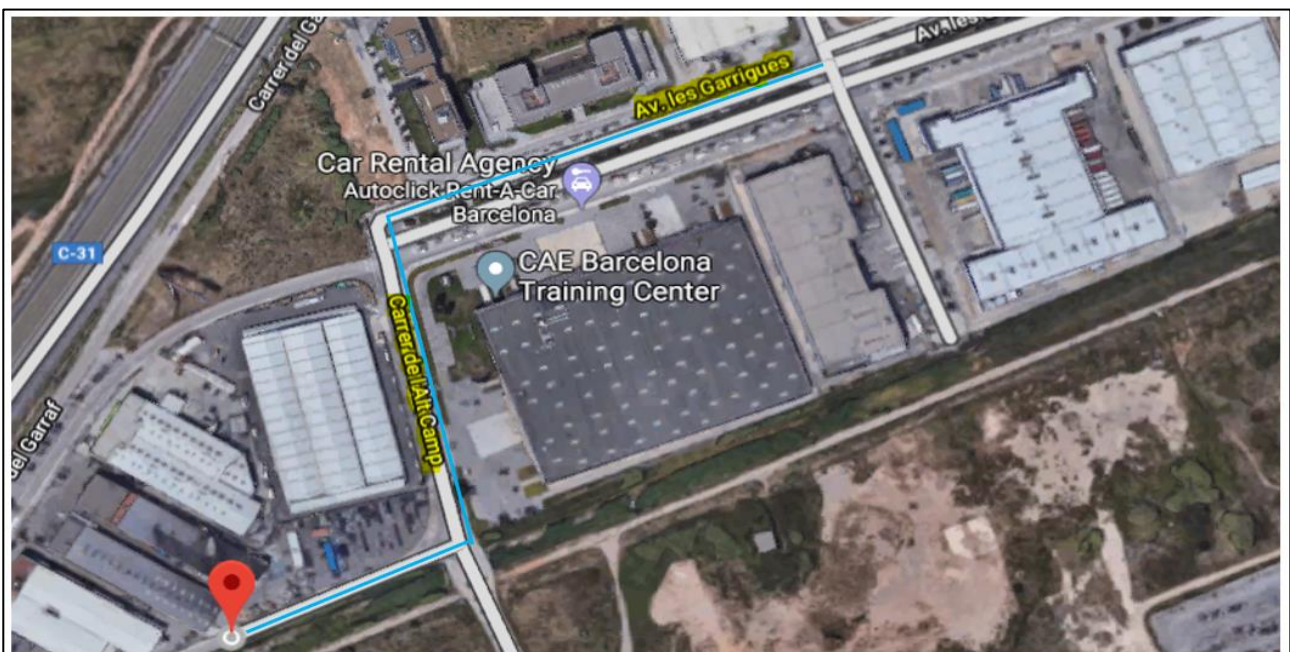 Carrer del Ga
Av. les G
Av. les Garrigues
Car Rental Agency
Autoclick Rent-A-Car
Barcelona
C-31
CAE Barcelona
Training Center
Carrer de l'Alt Camp
del Garraf